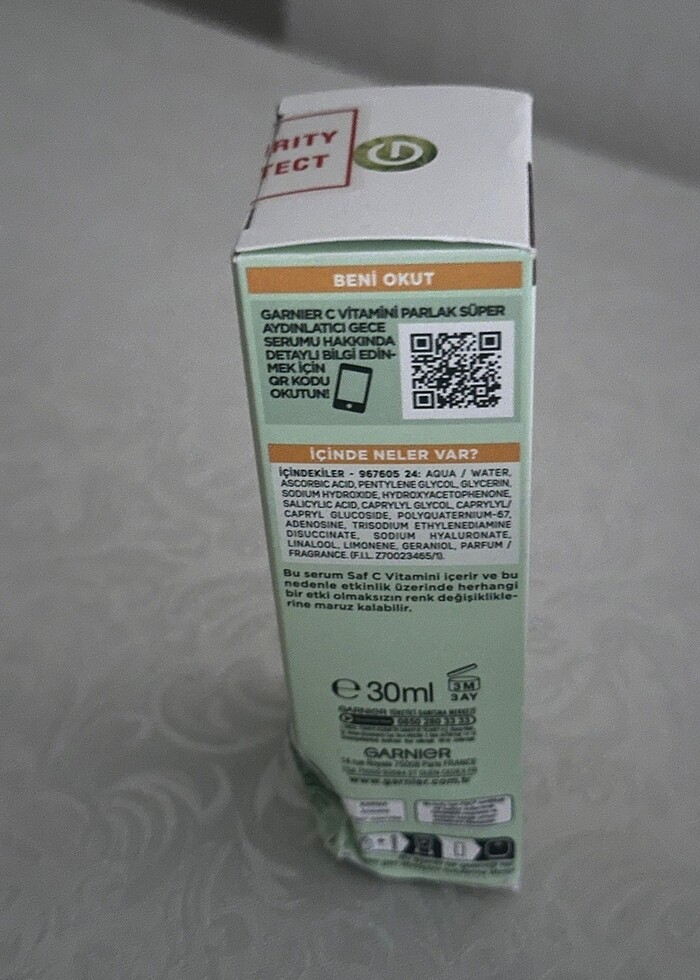 RITY
TECT
BENİ OKUT
GARNIER C VİTAMİNİ PARLAK SÜPER
AYDINLATICI GECE
SERUMU HAKKINDA
DETAYLI BİLGİ EDİN-
MEK İÇİN
QR KODU
OKUTUN!
İÇİNDE NELER VAR?
İÇİNDEKİLER - 967605 24: AQUA / WATER,
ASCORBIC ACID, PENTYLENE GLYCOL, GLYCERIN,
SODIUM HYDROXIDE, HYDROXYACETOPHENONE,
SALICYLIC ACID, CAPRYLYL GLYCOL, CAPRYLYL/
CAPRYL GLUCOSIDE, POLYQUATERNIUM-67,
ADENOSINE, TRISODIUM ETHYLENEDIAMINE
DISUCCINATE, SODIUM HYALURONATE,
LINALOOL, LIMONENE, GERANIOL, PARFUM /
FRAGRANCE. (F.I.L. Z70023465/1).
Bu serum Saf C Vitamini içerir ve bu
nedenle etkinlik üzerinde herhangi
bir etki olmaksızın renk değişiklikle-
rine maruz kalabilir.
e 30ml
3 M
3 AY
GARNIER TÜKETİCİ DANIŞMA MERKEZİ
0850 280 33 33
GARNIER
14 rue Royale 75008 Paris FRANCE
www.garnier.com.tr